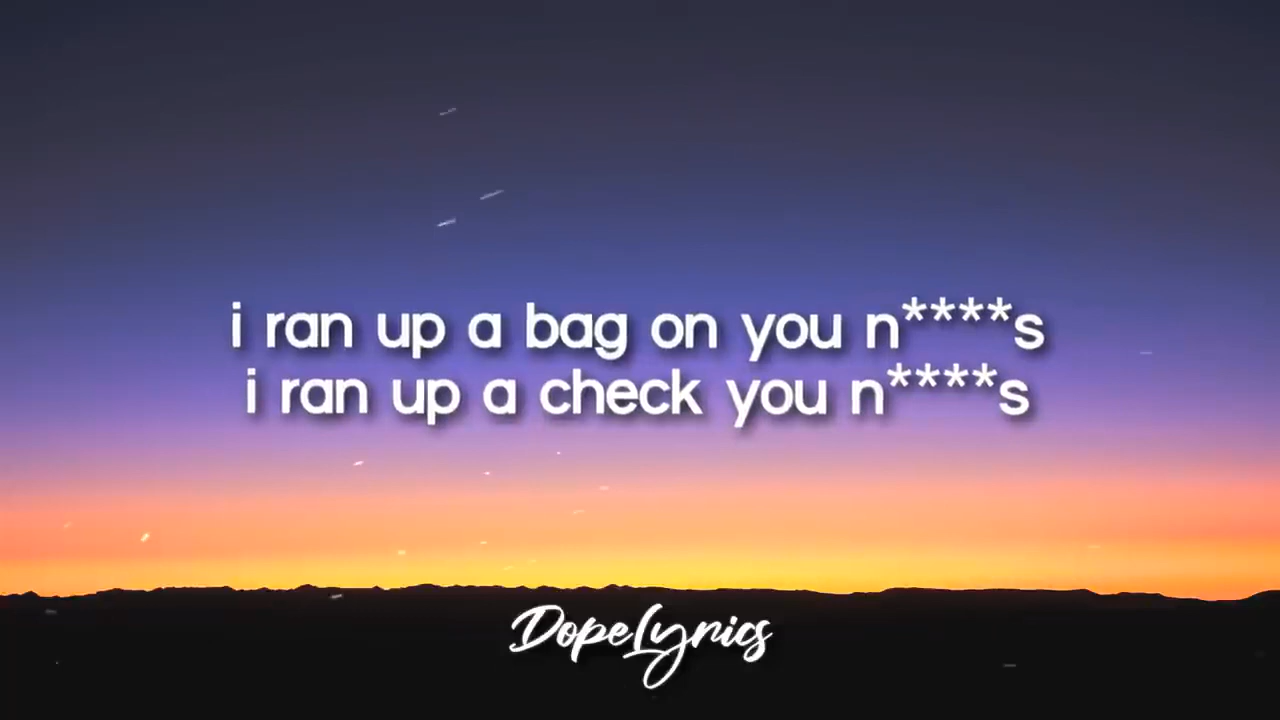 i ran up a bag on you n****s
i ran up a check you n****s
DopeLyrics